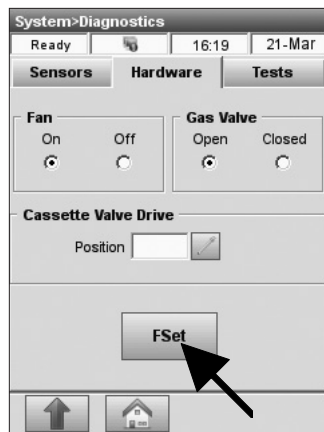 System>Diagnostics
Ready 16:19 21-Mar
Sensors Hardware Tests
Fan Gas Valve
On Off Open Closed
Cassette Valve Drive
Position
FSet